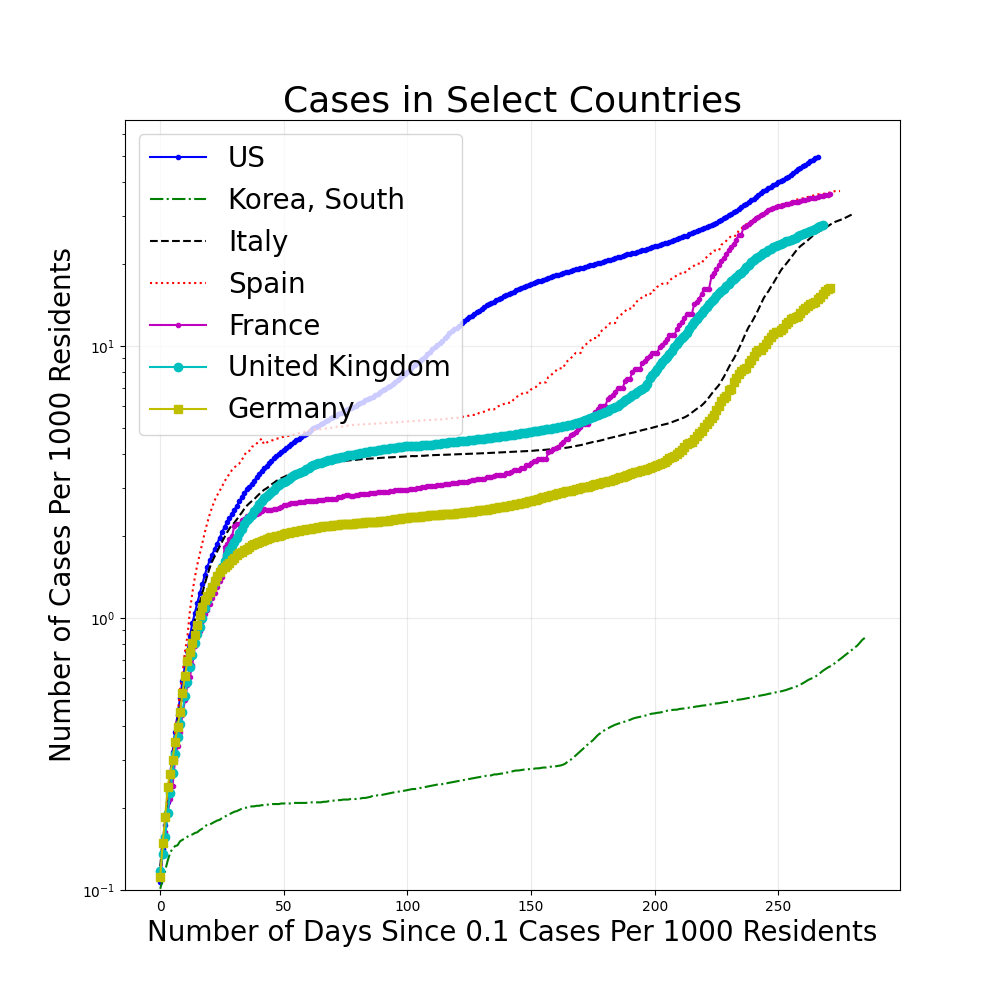 Cases in Select Countries
US
Korea, South
Italy
Spain
France
United Kingdom
Germany
Number of Cases Per 1000 Residents
10¹
10⁰
10⁻¹
0 50 100 150 200 250
Number of Days Since 0.1 Cases Per 1000 Residents